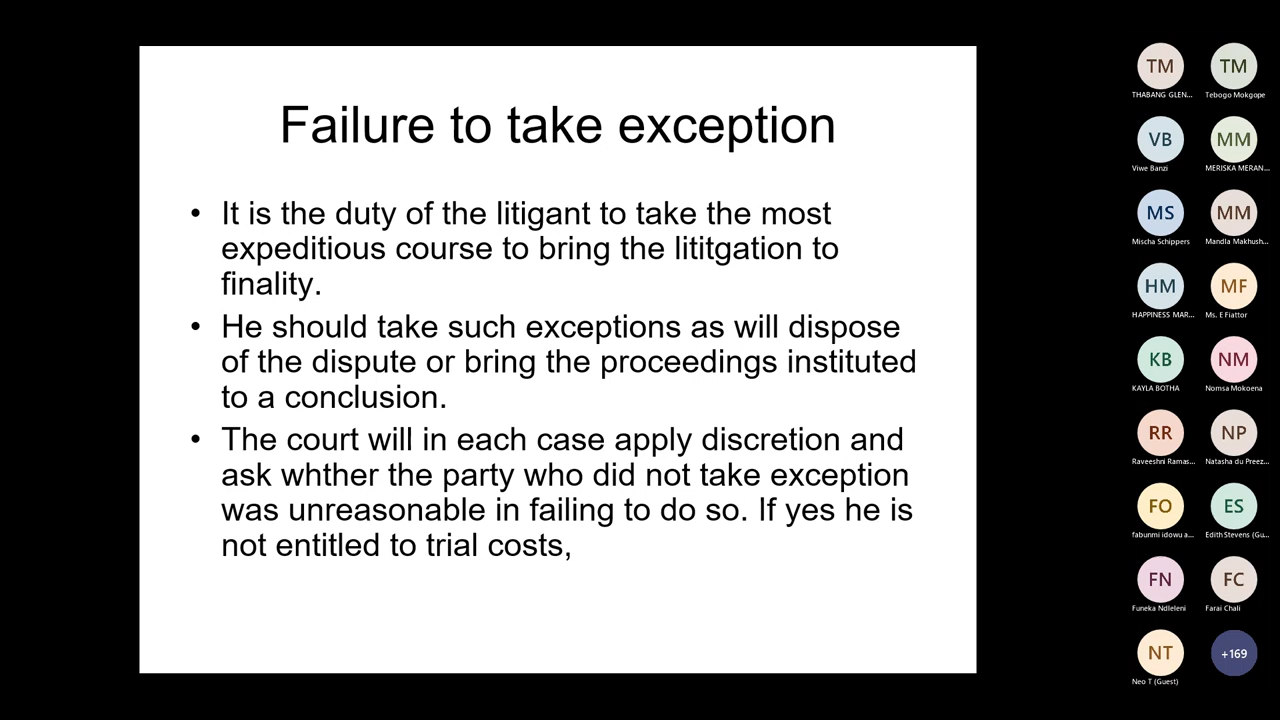 Failure to take exception
• It is the duty of the litigant to take the most
expeditious course to bring the lititgation to
finality.
• He should take such exceptions as will dispose
of the dispute or bring the proceedings instituted
to a conclusion.
• The court will in each case apply discretion and
ask whther the party who did not take exception
was unreasonable in failing to do so. If yes he is
not entitled to trial costs,
TM TM
THABANG GLEN... Tebogo Mokgope
VB MM
Viwe Banzi MERISKA MERAN...
MS MM
Mischa Schippers Mandla Makhush...
HM MF
HAPPINESS MAR... Ms. E Fiattor
KB NM
KAYLA BOTHA Nomsa Mokoena
RR NP
Raveeshni Ramas... Natasha du Preez...
FO ES
fabunmi idowu a... Edith Stevens (Gu...
FN FC
Funeka Ndleleni Farai Chali
NT +169
Neo T (Guest)